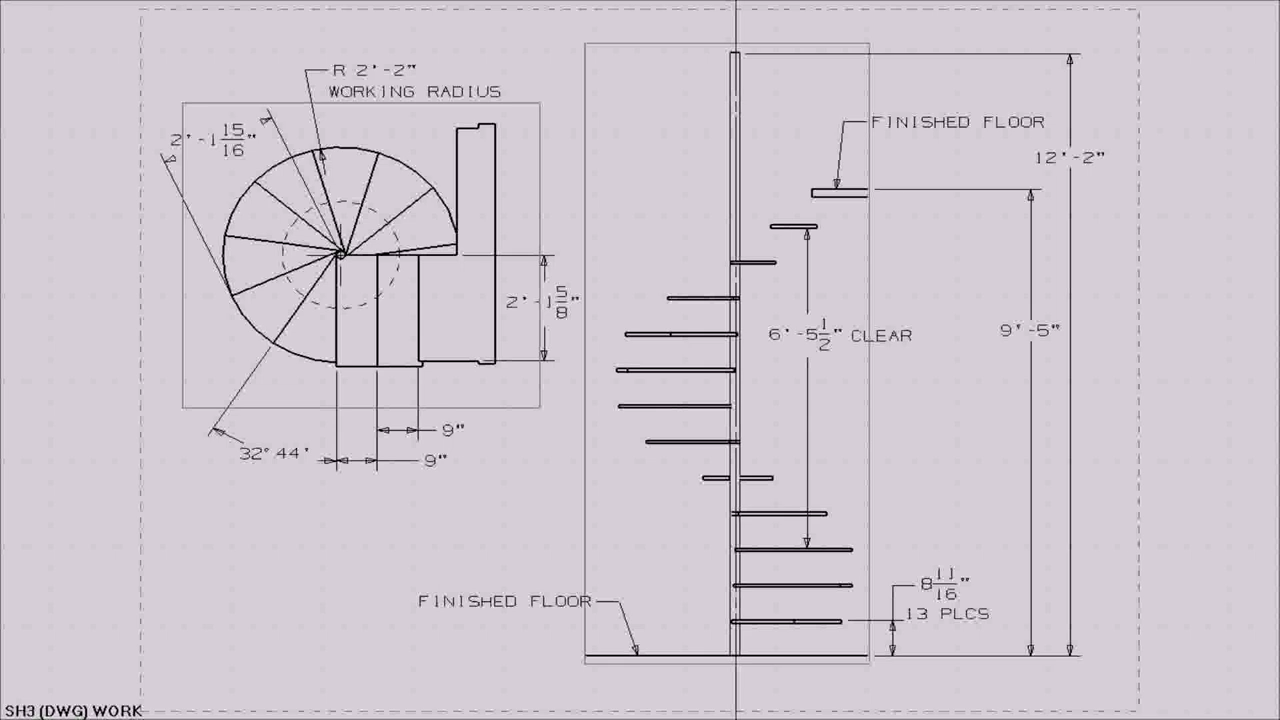 R 2'-2"
WORKING RADIUS
2'-1 15/16"
FINISHED FLOOR
12'-2"
2'-1 5/8"
6'-5 1/2" CLEAR
9'-5"
9"
32°44'
9"
8 11/16"
13 PLCS
FINISHED FLOOR
SH3 (DWG) WORK